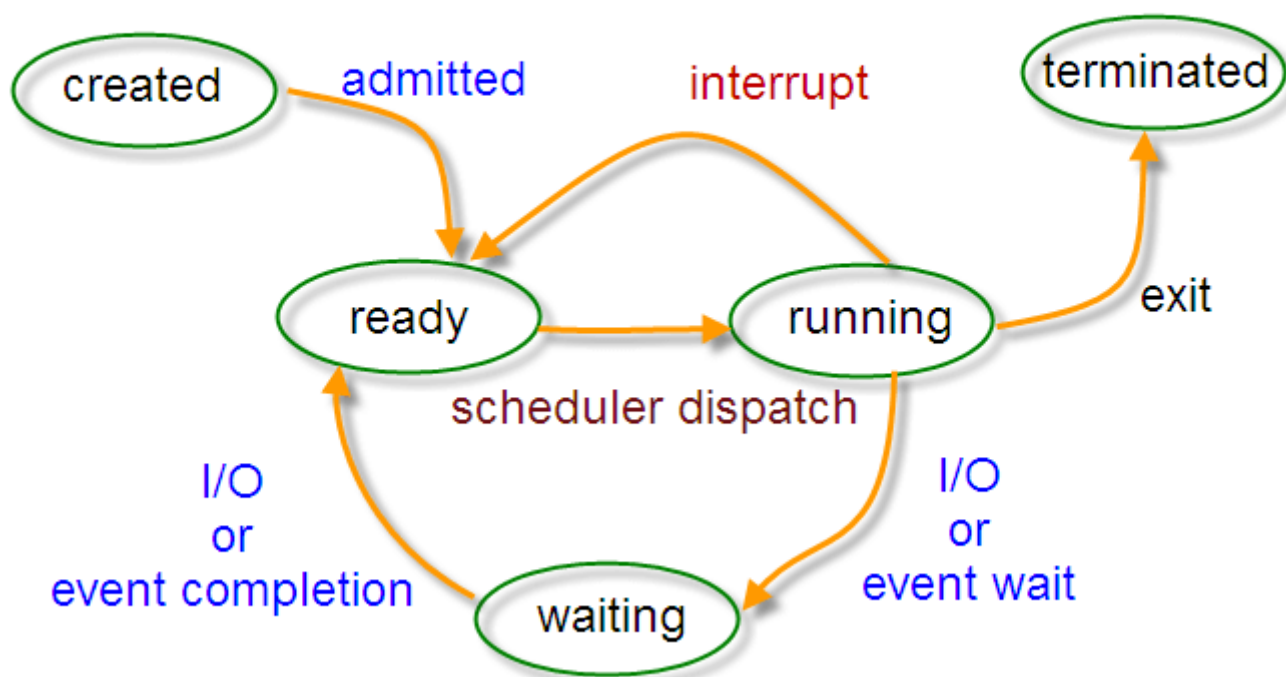 created
admitted
interrupt
terminated
ready
running
exit
scheduler dispatch
I/O
or
event completion
I/O
or
event wait
waiting